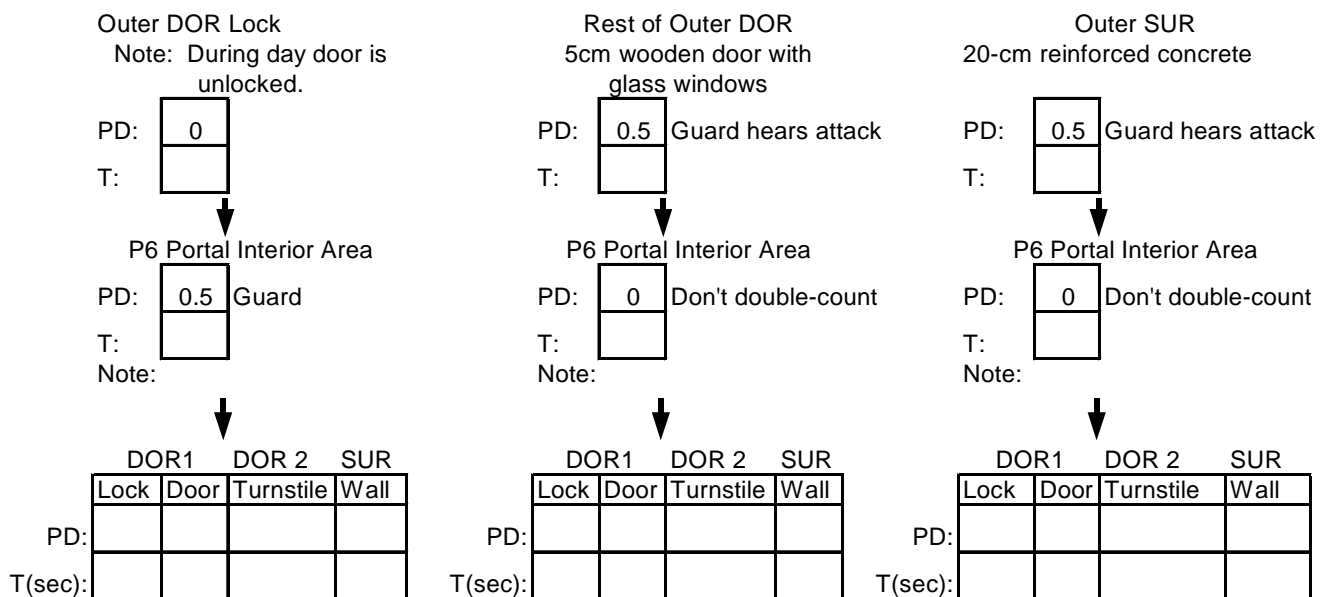 Outer DOR Lock
Note: During day door is
unlocked.
PD: 0
T:
P6 Portal Interior Area
PD: 0.5 Guard
T:
Note:
DOR1 DOR 2 SUR
Lock Door Turnstile Wall
PD:
T(sec):
Rest of Outer DOR
5cm wooden door with
glass windows
PD: 0.5 Guard hears attack
T:
P6 Portal Interior Area
PD: 0 Don't double-count
T:
Note:
DOR1 DOR 2 SUR
Lock Door Turnstile Wall
PD:
T(sec):
Outer SUR
20-cm reinforced concrete
PD: 0.5 Guard hears attack
T:
P6 Portal Interior Area
PD: 0 Don't double-count
T:
Note:
DOR1 DOR 2 SUR
Lock Door Turnstile Wall
PD:
T(sec):